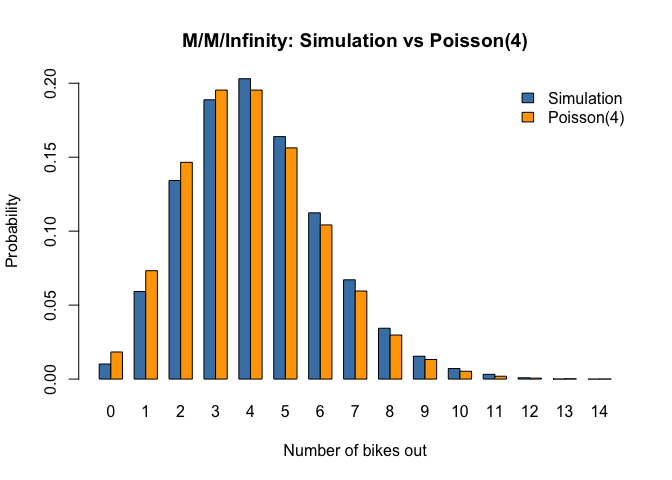 M/M/Infinity: Simulation vs Poisson(4)
Simulation
Poisson(4)
Probability
0.20
0.15
0.10
0.05
0.00
0 1 2 3 4 5 6 7 8 9 10 11 12 13 14
Number of bikes out